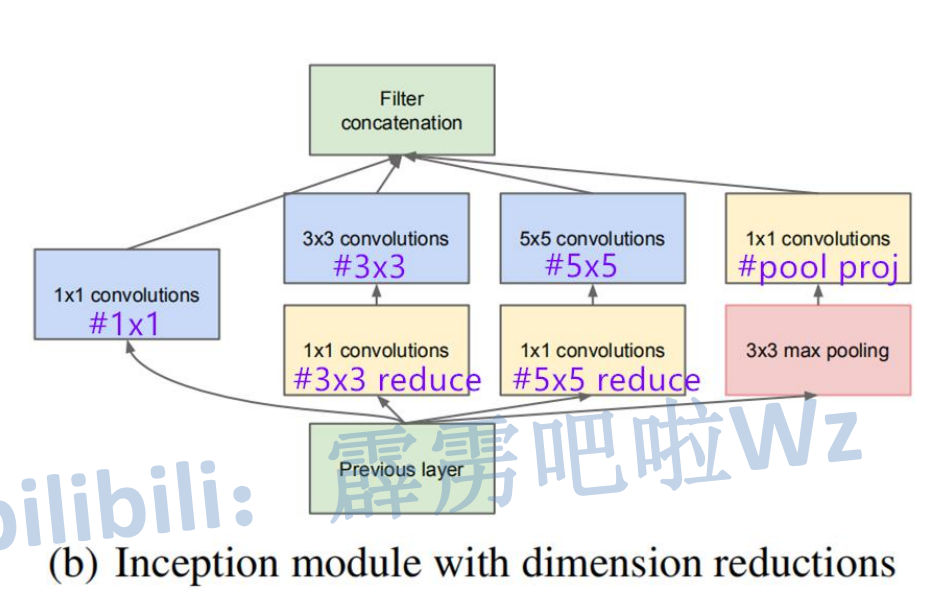 Filter
concatenation
3x3 convolutions
#3x3
5x5 convolutions
#5x5
1x1 convolutions
#pool proj
1x1 convolutions
#1x1
1x1 convolutions
#3x3 reduce
1x1 convolutions
#5x5 reduce
3x3 max pooling
Previous layer
bilibili：霹雳吧啦Wz
(b) Inception module with dimension reductions